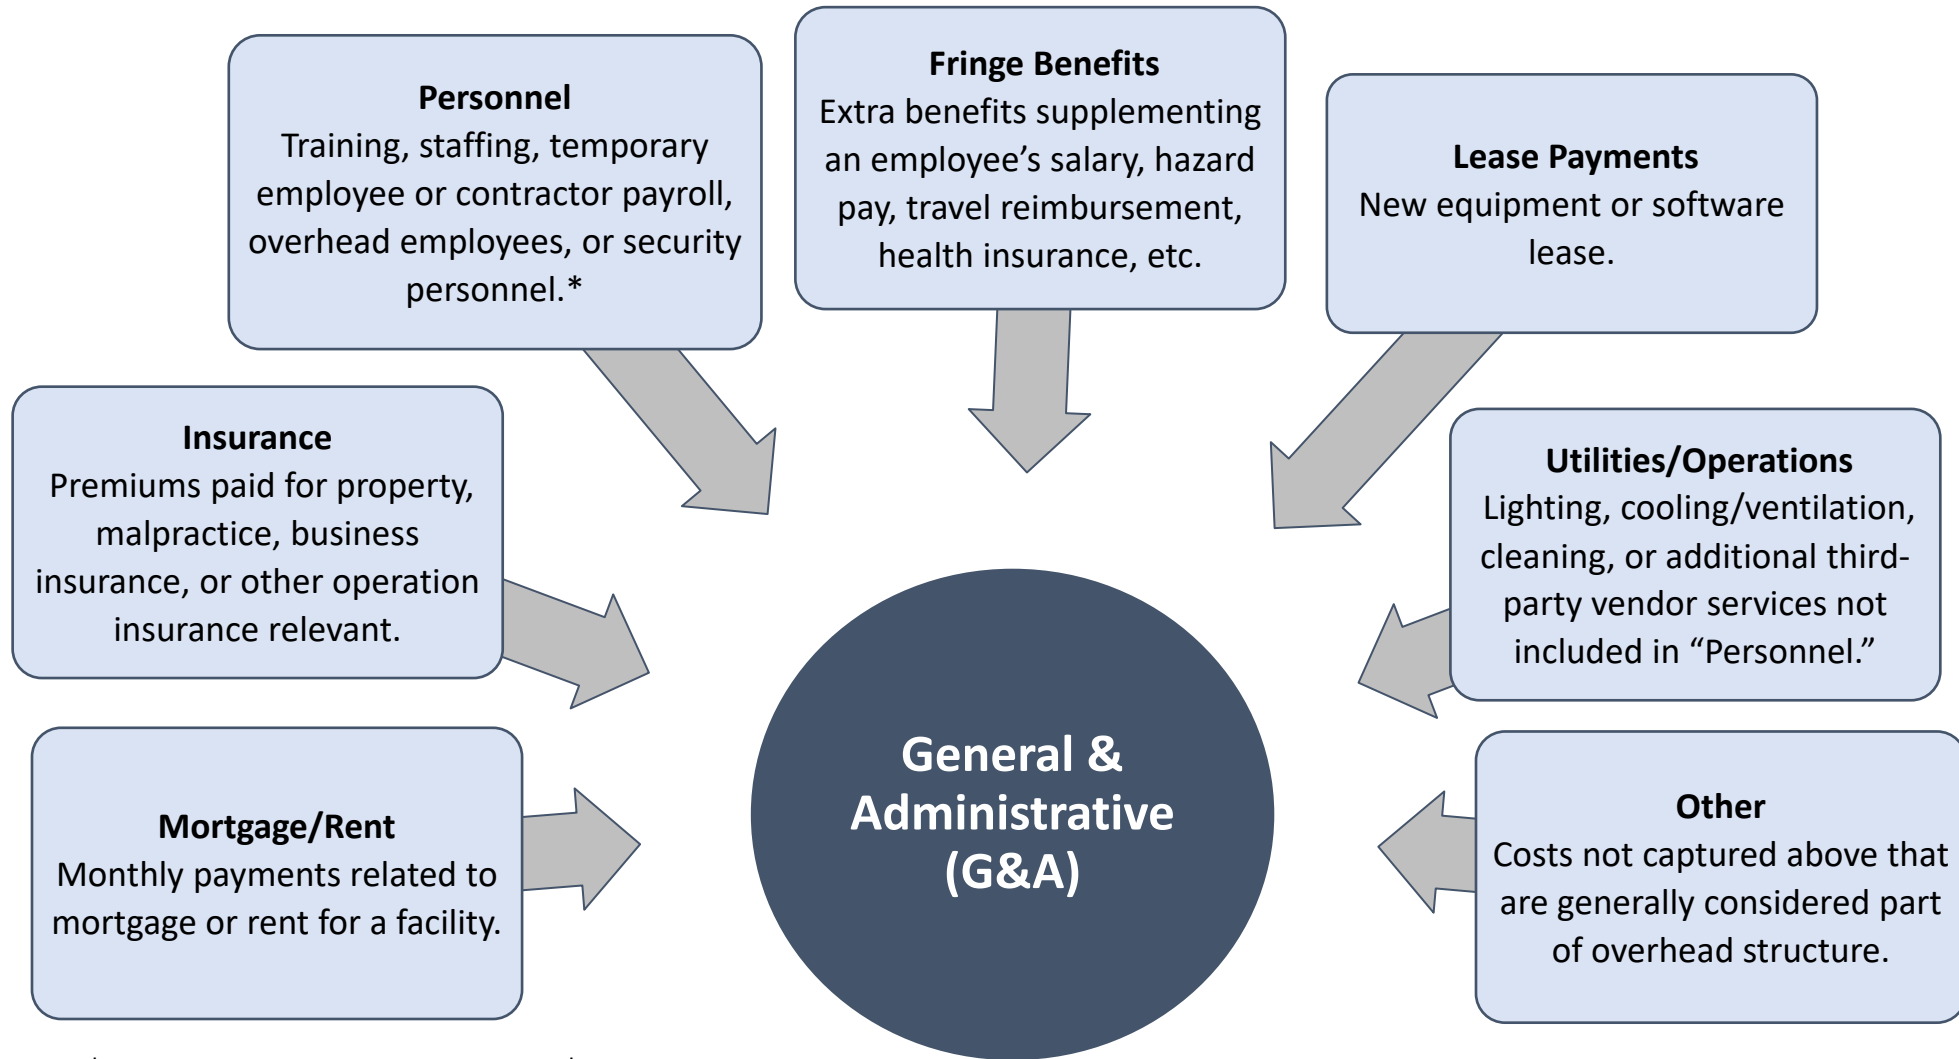 Personnel
Training, staffing, temporary
employee or contractor payroll,
overhead employees, or security
personnel.*
Fringe Benefits
Extra benefits supplementing
an employee’s salary, hazard
pay, travel reimbursement,
health insurance, etc.
Lease Payments
New equipment or software
lease.
Insurance
Premiums paid for property,
malpractice, business
insurance, or other operation
insurance relevant.
Utilities/Operations
Lighting, cooling/ventilation,
cleaning, or additional third-
party vendor services not
included in “Personnel.”
Mortgage/Rent
Monthly payments related to
mortgage or rent for a facility.
General &
Administrative
(G&A)
Other
Costs not captured above that
are generally considered part
of overhead structure.